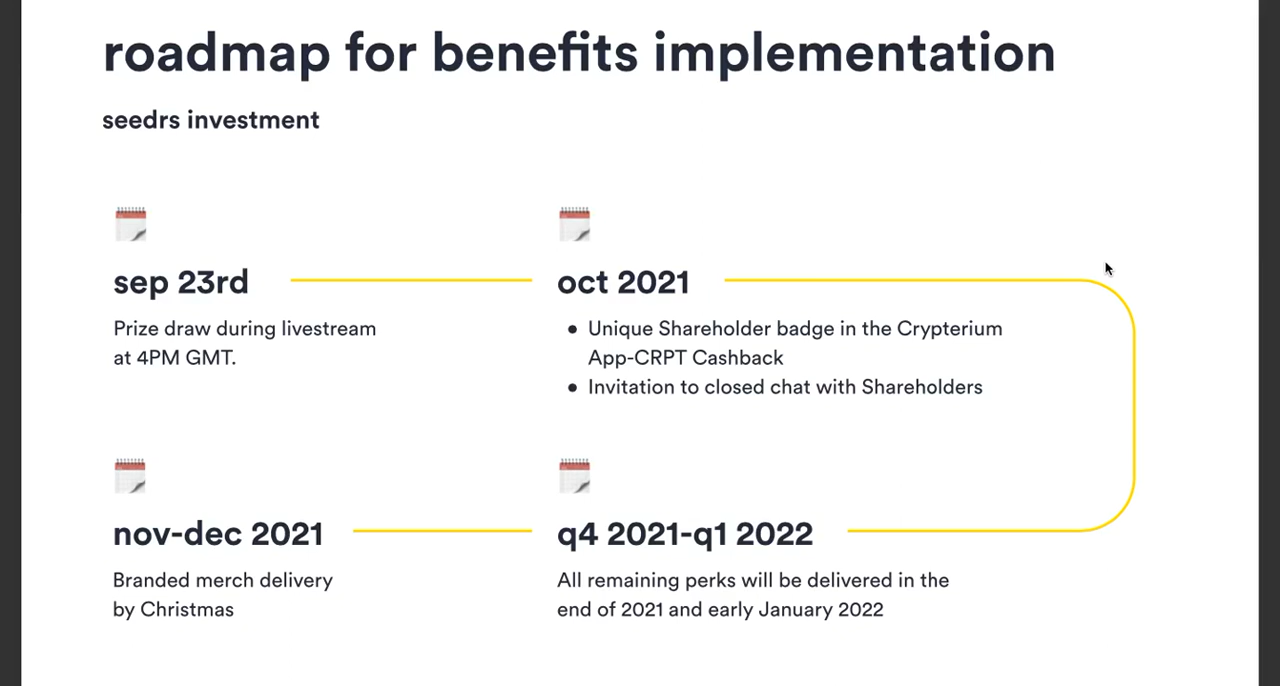 roadmap for benefits implementation
seedrs investment
sep 23rd
Prize draw during livestream
at 4PM GMT.
oct 2021
● Unique Shareholder badge in the Crypterium
App-CRPT Cashback
● Invitation to closed chat with Shareholders
nov-dec 2021
Branded merch delivery
by Christmas
q4 2021-q1 2022
All remaining perks will be delivered in the
end of 2021 and early January 2022